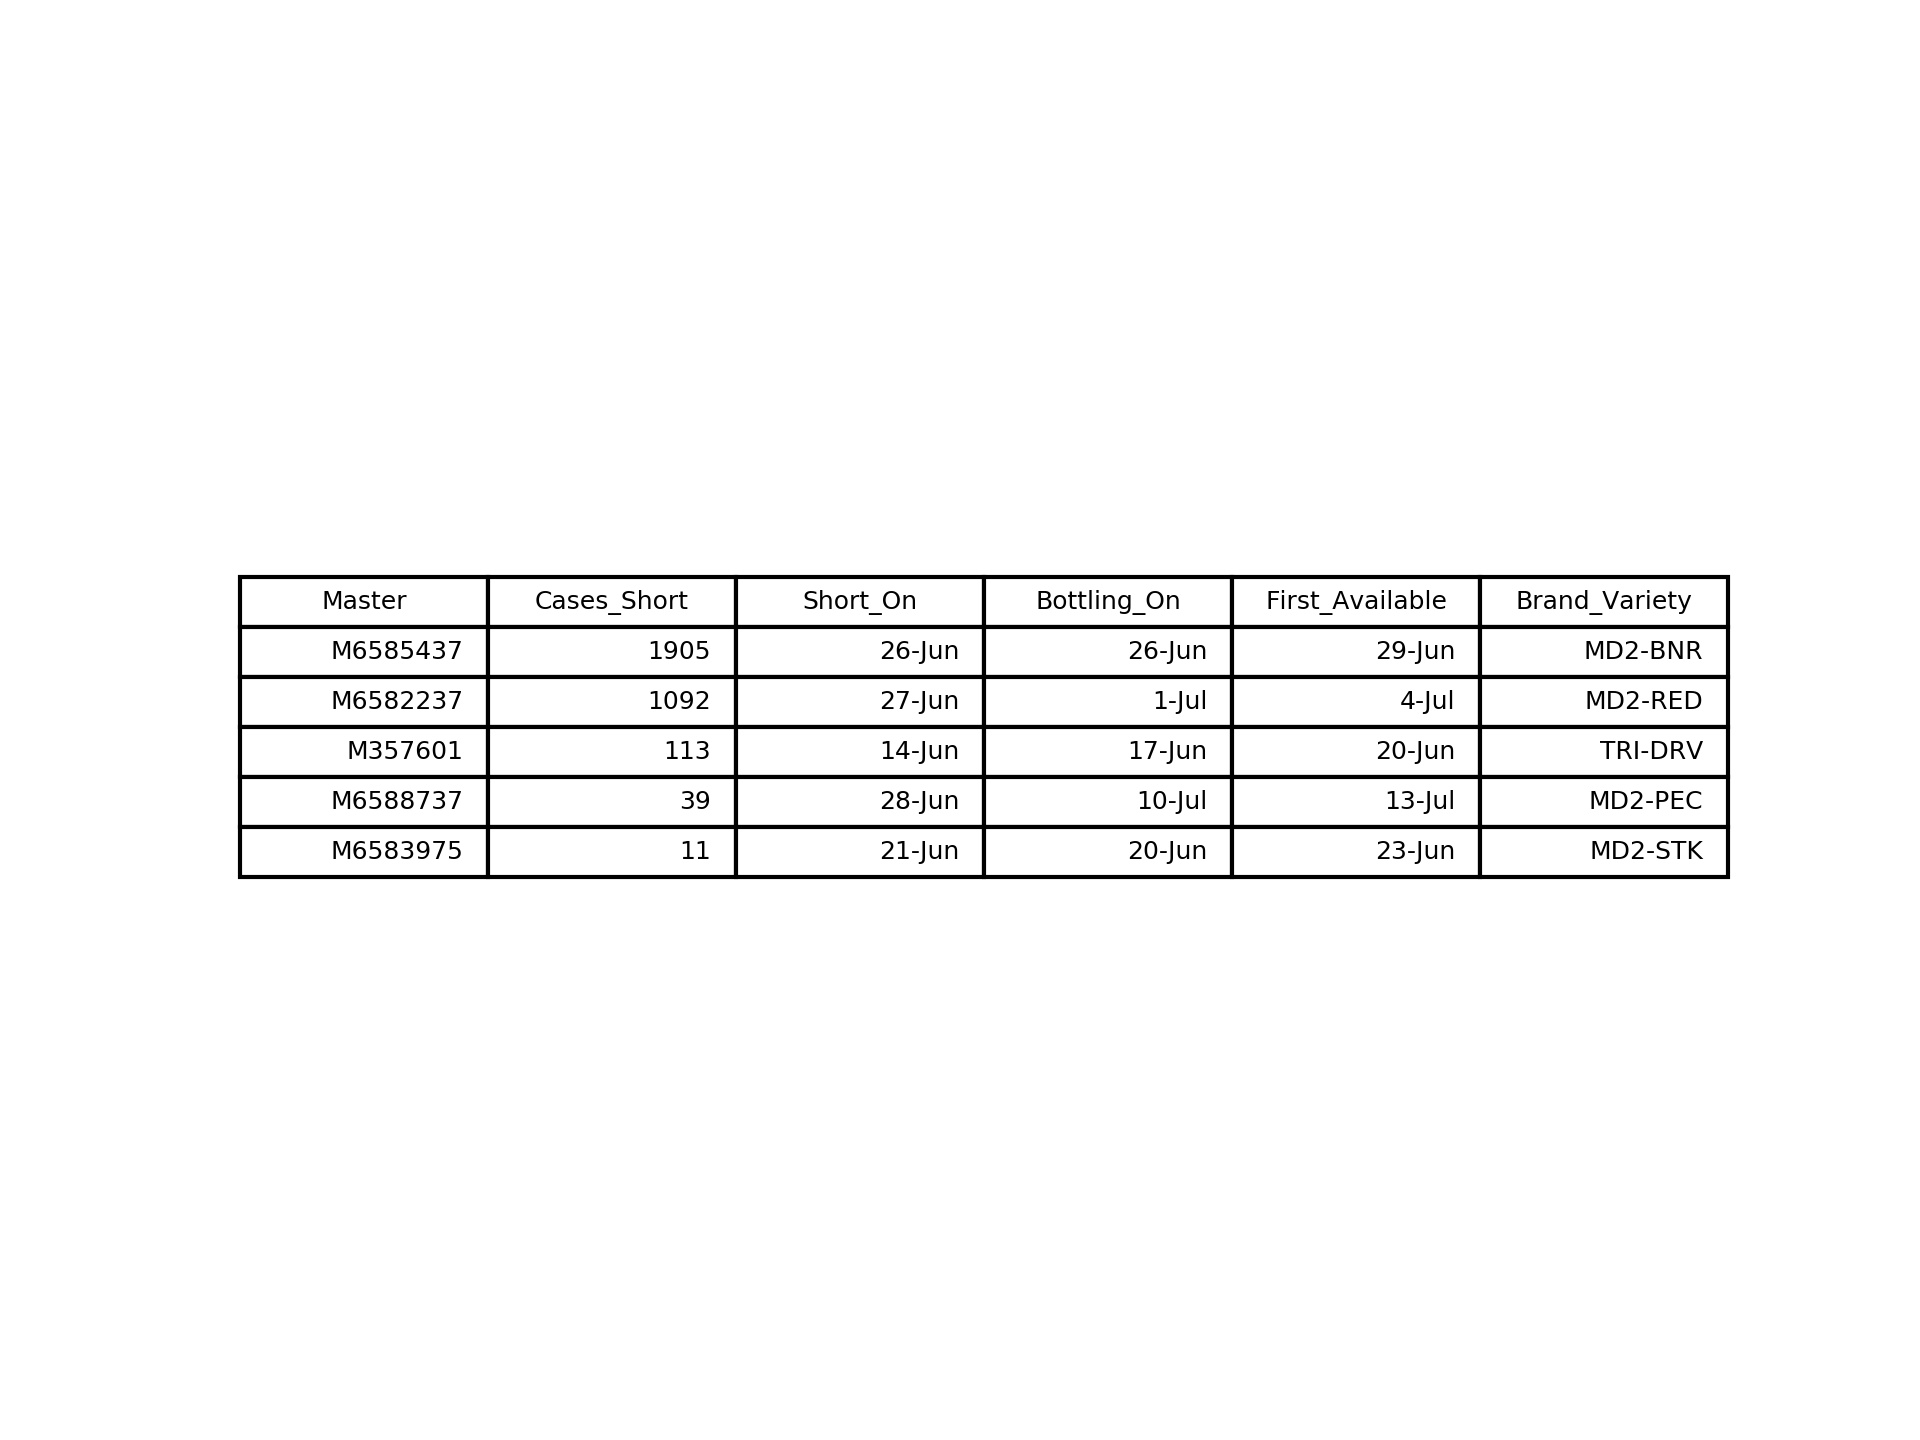 Master Cases_Short Short_On Bottling_On First_Available Brand_Variety
M6585437 1905 26-Jun 26-Jun 29-Jun MD2-BNR
M6582237 1092 27-Jun 1-Jul 4-Jul MD2-RED
M357601 113 14-Jun 17-Jun 20-Jun TRI-DRV
M6588737 39 28-Jun 10-Jul 13-Jul MD2-PEC
M6583975 11 21-Jun 20-Jun 23-Jun MD2-STK